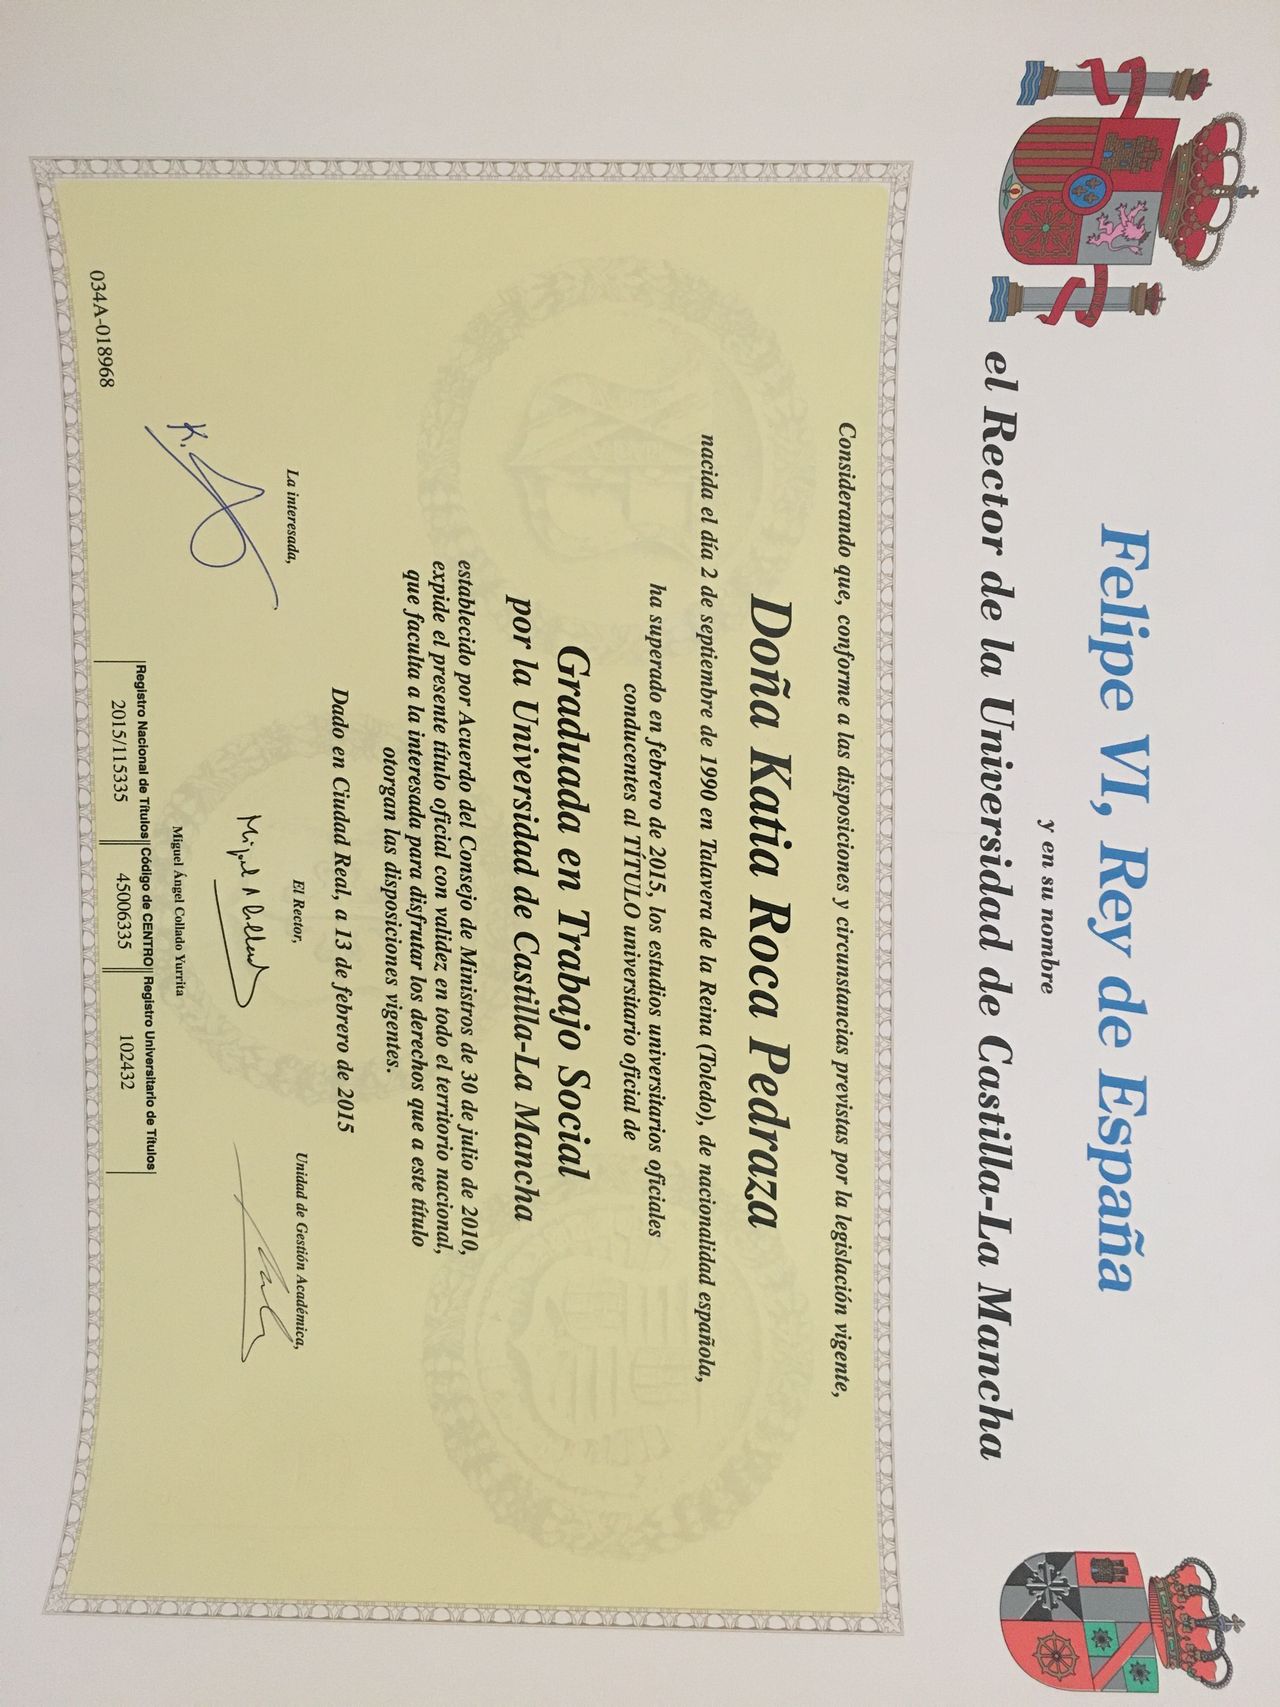 Felipe VI, Rey de España
y en su nombre
el Rector de la Universidad de Castilla-La Mancha
Considerando que, conforme a las disposiciones y circunstancias previstas por la legislación vigente,
Doña Katia Roca Pedraza
nacida el día 2 de septiembre de 1990 en Talavera de la Reina (Toledo), de nacionalidad española,
ha superado en febrero de 2015, los estudios universitarios oficiales
conducentes al TÍTULO universitario oficial de
Graduada en Trabajo Social
por la Universidad de Castilla-La Mancha
establecido por Acuerdo del Consejo de Ministros de 30 de julio de 2010,
expide el presente título oficial con validez en todo el territorio nacional,
que faculta a la interesada para disfrutar los derechos que a este título
otorgan las disposiciones vigentes.
Dado en Ciudad Real, a 13 de febrero de 2015
La interesada,
El Rector,
Unidad de Gestión Académica,
K.
Miguel Ángel Collado Yurrita
Registro Nacional de Títulos Código de CENTRO Registro Universitario de Títulos
2015/115335 45006335 102432
034A-018968